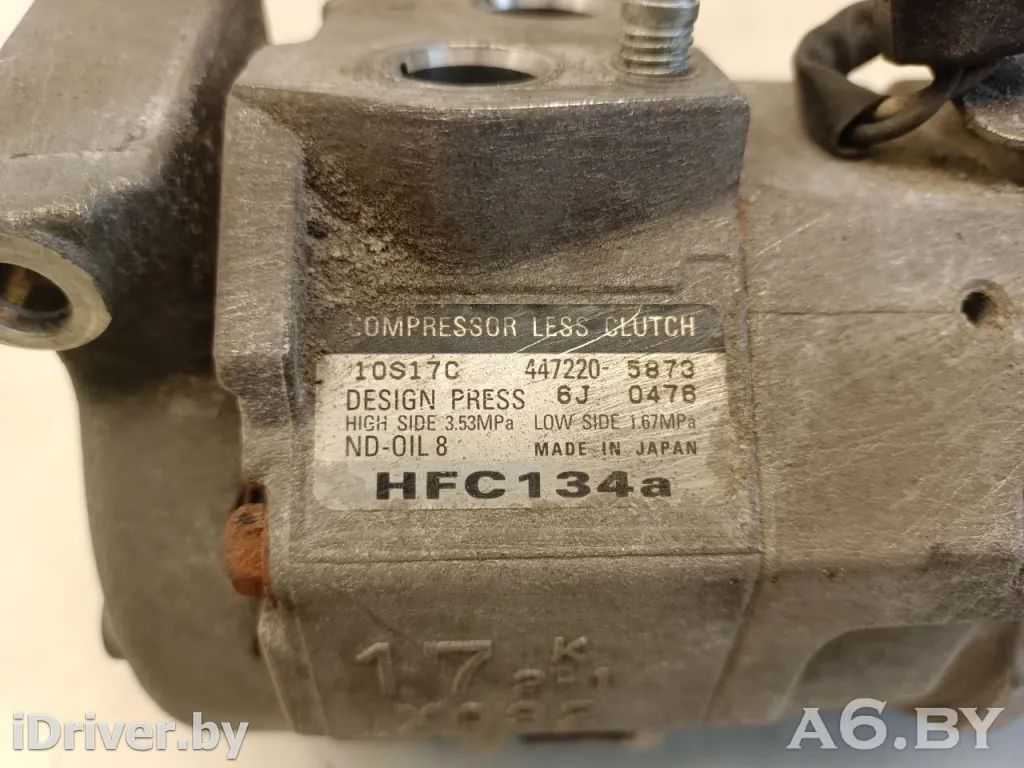 COMPRESSOR LESS CLUTCH
10S17C 447220-5873
DESIGN PRESS 6J 0476
HIGH SIDE 3.53MPa LOW SIDE 1.67MPa
ND-OIL 8 MADE IN JAPAN
HFC134a
17 K
iDriver.by A6.BY